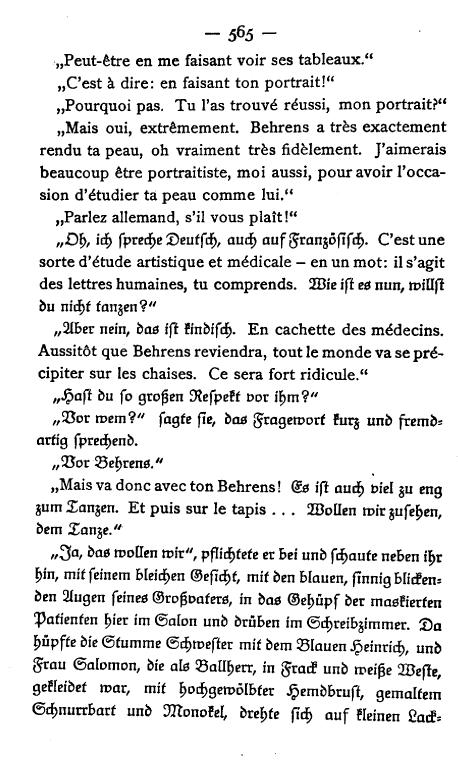 — 565 —
„Peut-être en me faisant voir ses tableaux.“
„C'est à dire: en faisant ton portrait!“
„Pourquoi pas. Tu l'as trouvé réussi, mon portrait?“
„Mais oui, extrêmement. Behrens a très exactement
rendu ta peau, oh vraiment très fidèlement. J'aimerais
beaucoup être portraitiste, moi aussi, pour avoir l'occa-
sion d'étudier ta peau comme lui.“
„Parlez allemand, s'il vous plaît!“
„Oh, ich spreche Deutsch, auch auf Französisch. C'est une
sorte d'étude artistique et médicale – en un mot: il s'agit
des lettres humaines, tu comprends. Wie ist es nun, willst
du nicht tanzen?“
„Aber nein, das ist kindisch. En cachette des médecins.
Aussitôt que Behrens reviendra, tout le monde va se pré-
cipiter sur les chaises. Ce sera fort ridicule.“
„Hast du so großen Respekt vor ihm?“
„Vor wem?“ sagte sie, das Fragewort kurz und fremd-
artig sprechend.
„Vor Behrens.“
„Mais va donc avec ton Behrens! Es ist auch viel zu eng
zum Tanzen. Et puis sur le tapis . . . Wollen wir zusehen,
dem Tanze.“
„Ja, das wollen wir“, pflichtete er bei und schaute neben ihr
hin, mit seinem bleichen Gesicht, mit den blauen, sinnig blicken-
den Augen seines Großvaters, in das Gehüpf der maskierten
Patienten hier im Salon und drüben im Schreibzimmer. Da
hüpfte die Stumme Schwester mit dem Blauen Heinrich, und
Frau Salomon, die als Ballherr, in Frack und weiße Weste,
gekleidet war, mit hochgewölbter Hemdbrust, gemaltem
Schnurrbart und Monokel, drehte sich auf kleinen Lack-